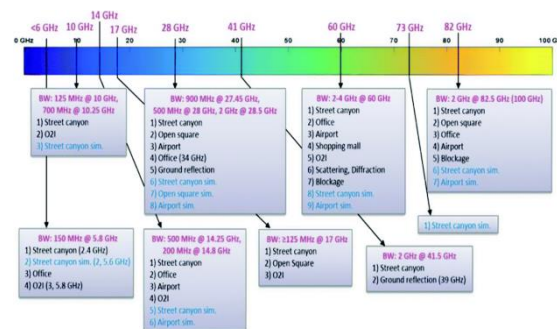 <6 GHz 10 GHz 14 GHz 17 GHz 28 GHz 41 GHz 60 GHz 73 GHz 82 GHz
0 GHz 10 20 30 40 50 60 70 80 90 100 GHz
BW: 125 MHz @ 10 GHz,
700 MHz @ 10.25 GHz
1) Street canyon
2) O2I
3) Street canyon sim.
BW: 900 MHz @ 27.45 GHz,
500 MHz @ 28 GHz, 2 GHz @ 28.5 GHz
1) Street canyon
2) Open square
3) Airport
4) Office (34 GHz)
5) Ground reflection
6) Street canyon sim.
7) Open square sim.
8) Airport sim.
BW: 2-4 GHz @ 60 GHz
1) Street canyon
2) Office
3) Airport
4) Shopping mall
5) O2I
6) Scattering, Diffraction
7) Blockage
8) Street canyon sim.
9) Airport sim.
BW: 2 GHz @ 82.5 GHz (100 GHz)
1) Street canyon
2) Open square
3) Office
4) Airport
5) Blockage
6) Street canyon sim.
7) Airport sim.
1) Street canyon sim.
BW: 150 MHz @ 5.8 GHz
1) Street canyon (2.4 GHz)
2) Street canyon sim. (2, 5.6 GHz)
3) Office
4) O2I (3, 5.8 GHz)
BW: 500 MHz @ 14.25 GHz,
200 MHz @ 14.8 GHz
1) Street canyon
2) Office
3) Airport
4) O2I
5) Street canyon sim.
6) Airport sim.
BW: ≥125 MHz @ 17 GHz
1) Street canyon
2) Open Square
3) O2I
BW: 2 GHz @ 41.5 GHz
1) Street canyon
2) Ground reflection (39 GHz)